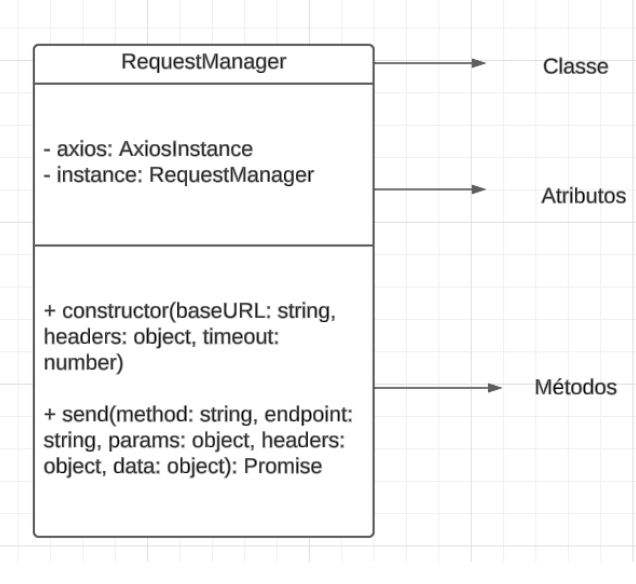 RequestManager
Classe
- axios: AxiosInstance
- instance: RequestManager
Atributos
+ constructor(baseURL: string,
headers: object, timeout:
number)
+ send(method: string, endpoint:
string, params: object, headers:
object, data: object): Promise
Métodos